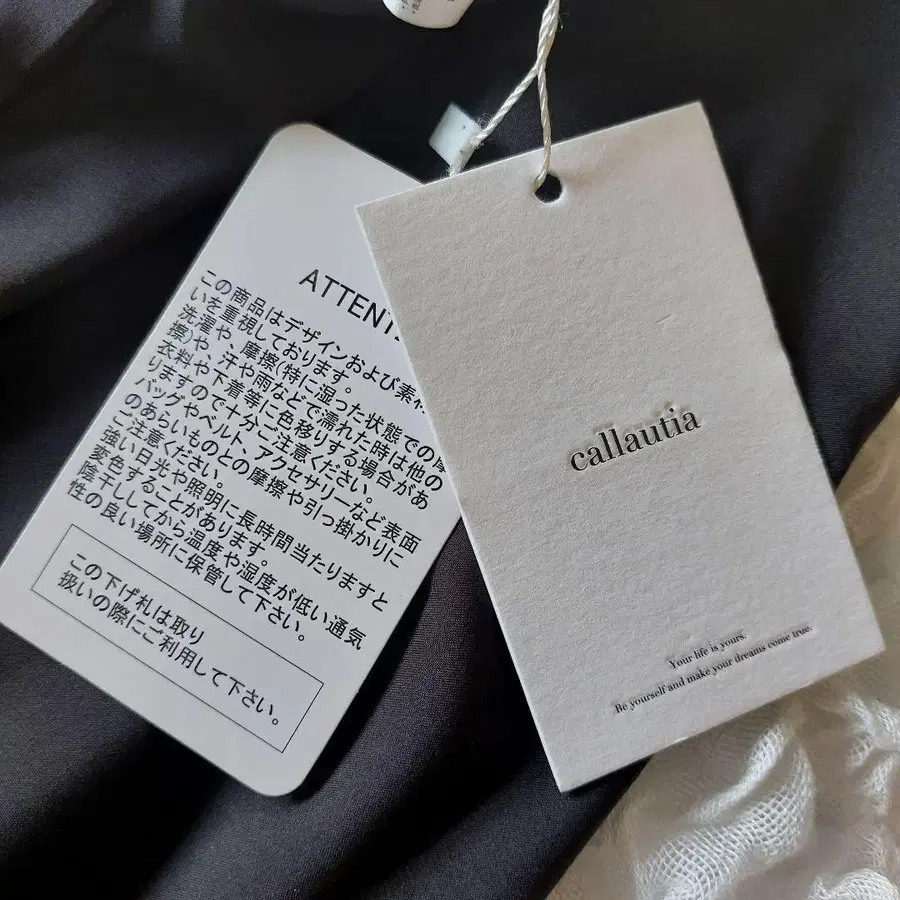 ATTENT
この商品はデザインおよび素材
いを重視しております。
洗濯や、摩擦(特に湿った状態での摩
擦)や、汗や雨などで濡れた時は他の
衣料や下着等に色移りする場合があ
りますので十分ご注意ください。
バッグやベルト、アクセサリーなど表面
のあらいものとの摩擦や引っ掛かりに
ご注意ください。
強い日光や照明に長時間当たりますと
変色することがあります。
陰干ししてから温度や湿度が低い通気
性の良い場所に保管して下さい。
この下げ札は取り
扱いの際にご利用して下さい。
callautia
Your life is yours.
Be yourself and make your dreams come true.